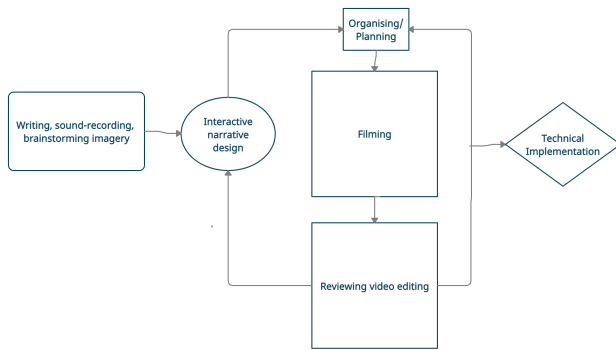 Organising/
Planning
Writing, sound-recording,
brainstorming imagery
Interactive
narrative
design
Filming
Technical
Implementation
Reviewing video editing